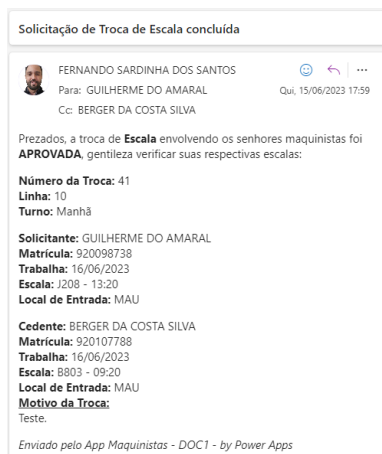 Solicitação de Troca de Escala concluída
FERNANDO SARDINHA DOS SANTOS
Para: GUILHERME DO AMARAL
Qui, 15/06/2023 17:59
Cc: BERGER DA COSTA SILVA
Prezados, a troca de Escala envolvendo os senhores maquinistas foi
APROVADA, gentileza verificar suas respectivas escalas:
Número da Troca: 41
Linha: 10
Turno: Manhã
Solicitante: GUILHERME DO AMARAL
Matrícula: 920098738
Trabalha: 16/06/2023
Escala: J208 - 13:20
Local de Entrada: MAU
Cedente: BERGER DA COSTA SILVA
Matrícula: 920107788
Trabalha: 16/06/2023
Escala: B803 - 09:20
Local de Entrada: MAU
Motivo da Troca:
Teste.
Enviado pelo App Maquinistas - DOC1 - by Power Apps